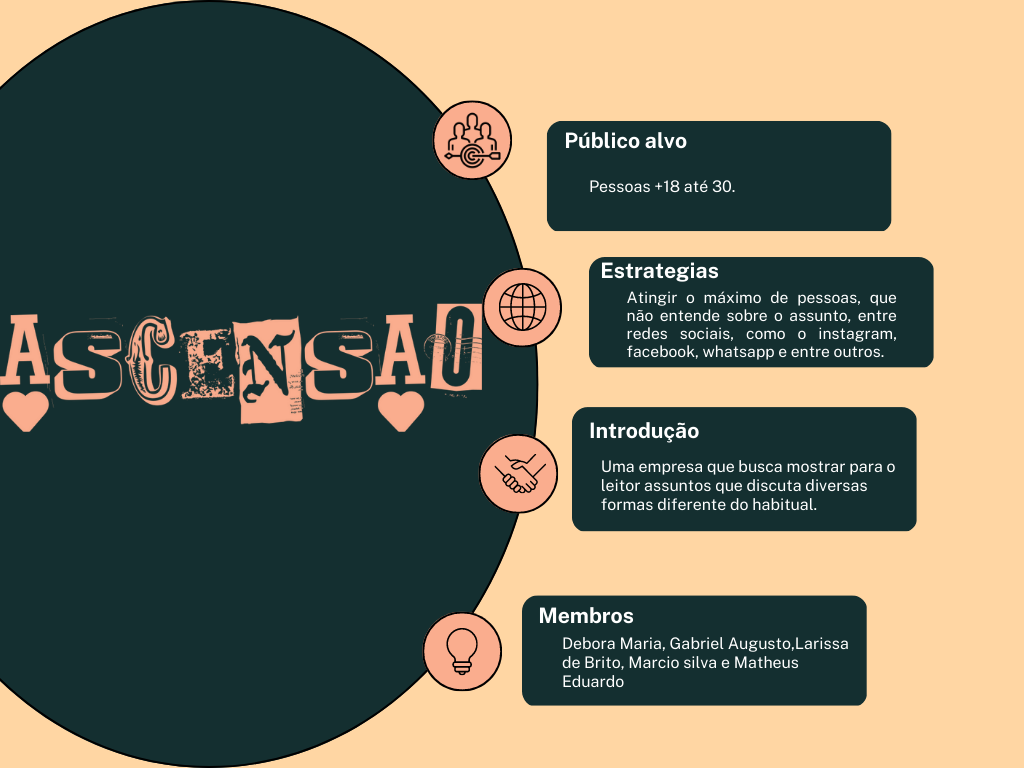 ASCENSAO
Público alvo
Pessoas +18 até 30.
Estrategias
Atingir o máximo de pessoas, que
não entende sobre o assunto, entre
redes sociais, como o instagram,
facebook, whatsapp e entre outros.
Introdução
Uma empresa que busca mostrar para o
leitor assuntos que discuta diversas
formas diferente do habitual.
Membros
Debora Maria, Gabriel Augusto,Larissa
de Brito, Marcio silva e Matheus
Eduardo